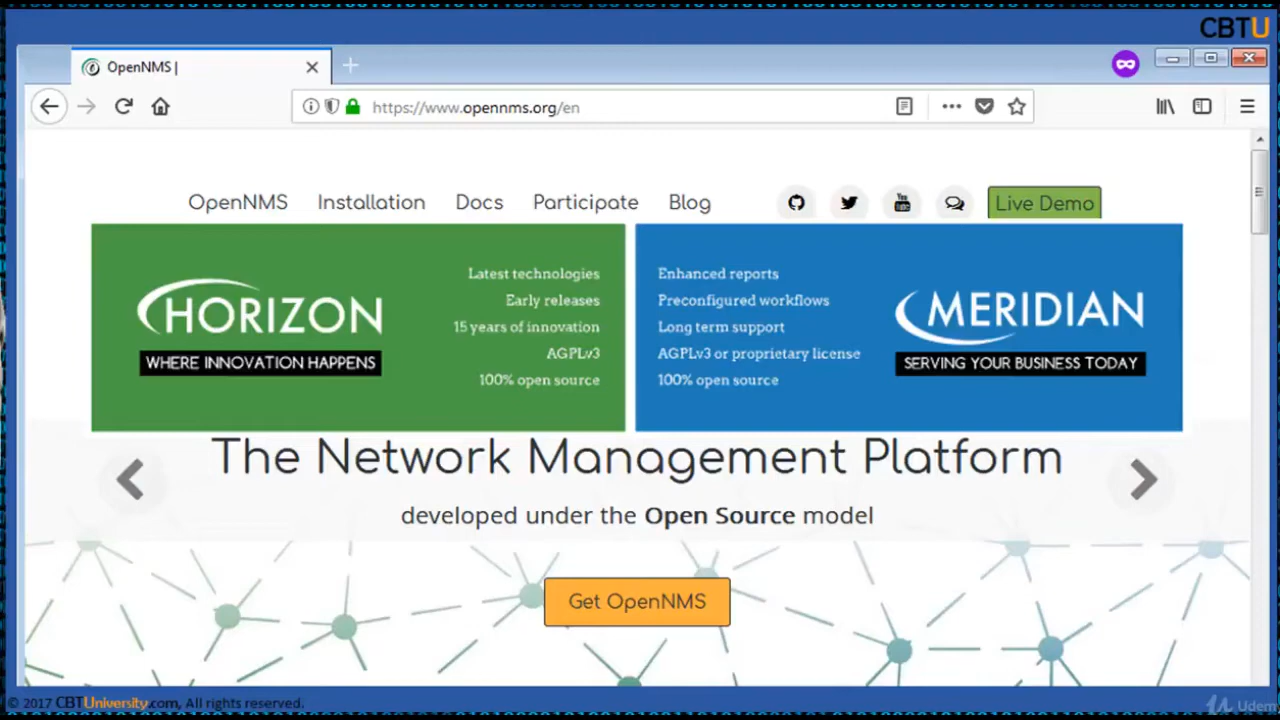 CBTU
OpenNMS |
https://www.opennms.org/en
OpenNMS Installation Docs Participate Blog Live Demo
HORIZON
WHERE INNOVATION HAPPENS
Latest technologies
Early releases
15 years of innovation
AGPLv3
100% open source
Enhanced reports
Preconfigured workflows
Long term support
AGPLv3 or proprietary license
100% open source
MERIDIAN
SERVING YOUR BUSINESS TODAY
The Network Management Platform
developed under the Open Source model
Get OpenNMS
© 2017 CBTUniversity.com, All rights reserved.